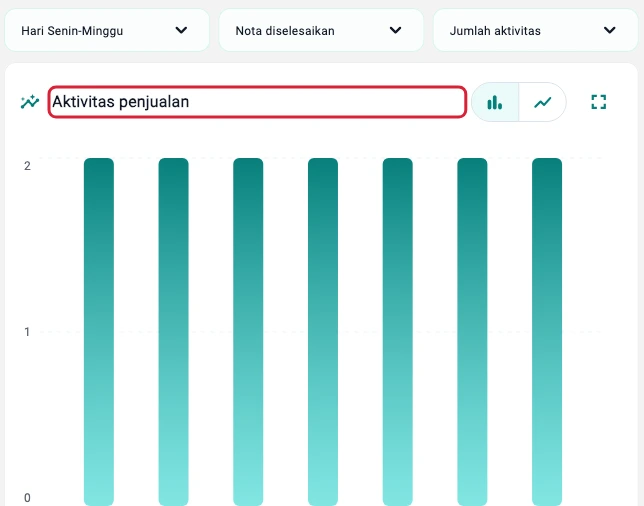 Hari Senin-Minggu
Nota diselesaikan
Jumlah aktivitas
Aktivitas penjualan
2
1
0